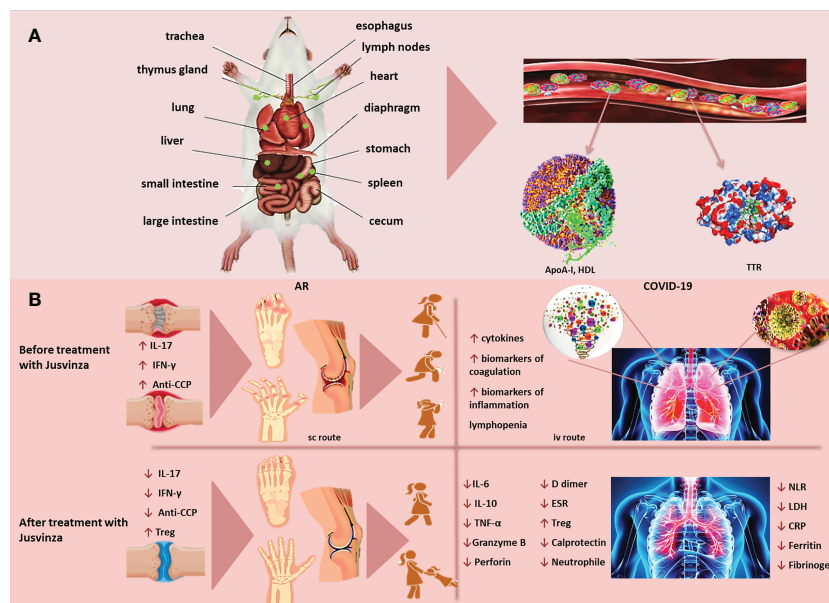 A
trachea
thymus gland
lung
liver
small intestine
large intestine
esophagus
lymph nodes
heart
diaphragm
stomach
spleen
cecum
ApoA-I, HDL
TTR
B
AR
COVID-19
Before treatment
with Jusvinza
↑ IL-17
↑ IFN-γ
↑ Anti-CCP
sc route
↑ cytokines
↑ biomarkers of
coagulation
↑ biomarkers of
inflammation
lymphopenia
iv route
After treatment with
Jusvinza
↓ IL-17
↓ IFN-γ
↓ Anti-CCP
↑ Treg
↓ IL-6
↓ IL-10
↓ TNF-α
↓ Granzyme B
↓ Perforin
↓ D dimer
↓ ESR
↑ Treg
↓ Calprotectin
↓ Neutrophile
↓ NLR
↓ LDH
↓ CRP
↓ Ferritin
↓ Fibrinoge